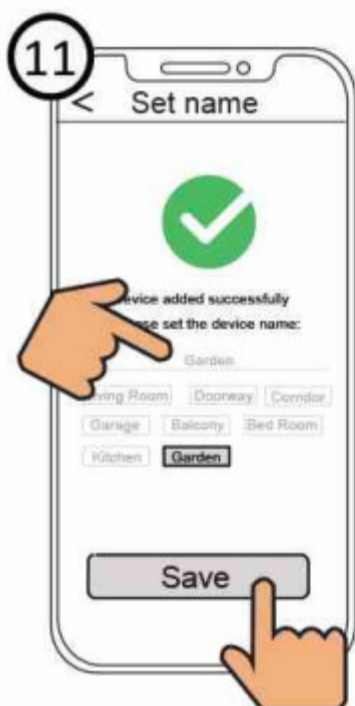 11
< Set name
evice added successfully
se set the device name:
Garden
ving Room Doorway Corridor
Garage Balcony Bed Room
Kitchen Garden
Save